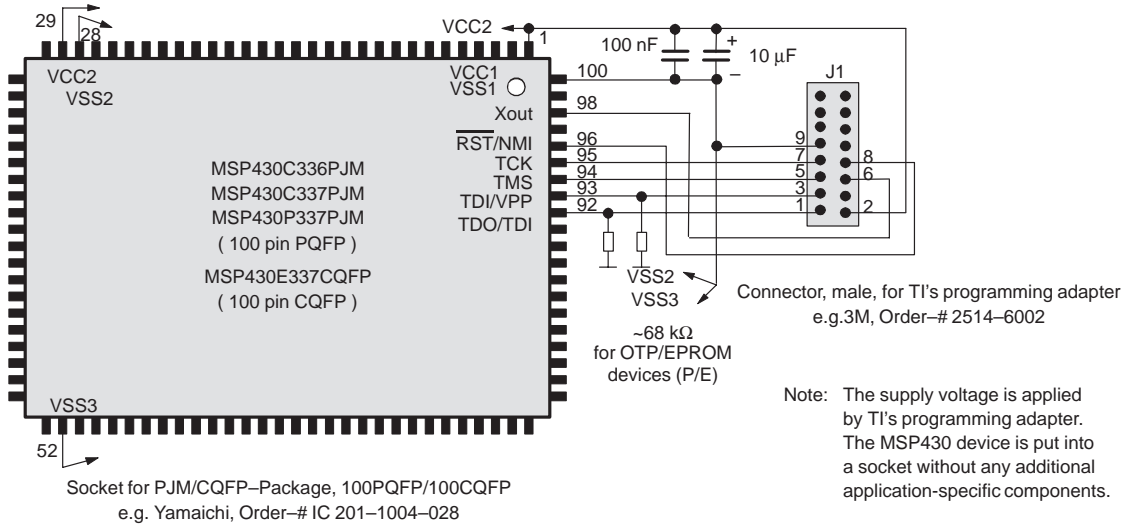 29
28
VCC2
1
100 nF
+
10 μF
–
J1
VCC2
VSS2
VCC1
VSS1
100
Xout
98
RST/NMI
96
9
TCK
95
7
8
TMS
94
5
6
TDI/VPP
93
3
TDO/TDI
92
1
2
MSP430C336PJM
MSP430C337PJM
MSP430P337PJM
( 100 pin PQFP )
MSP430E337CQFP
( 100 pin CQFP )
VSS2
VSS3
~68 kΩ
for OTP/EPROM
devices (P/E)
Connector, male, for TI's programming adapter
e.g.3M, Order–# 2514–6002
Note: The supply voltage is applied
by TI's programming adapter.
The MSP430 device is put into
a socket without any additional
application-specific components.
VSS3
52
Socket for PJM/CQFP–Package, 100PQFP/100CQFP
e.g. Yamaichi, Order–# IC 201–1004–028